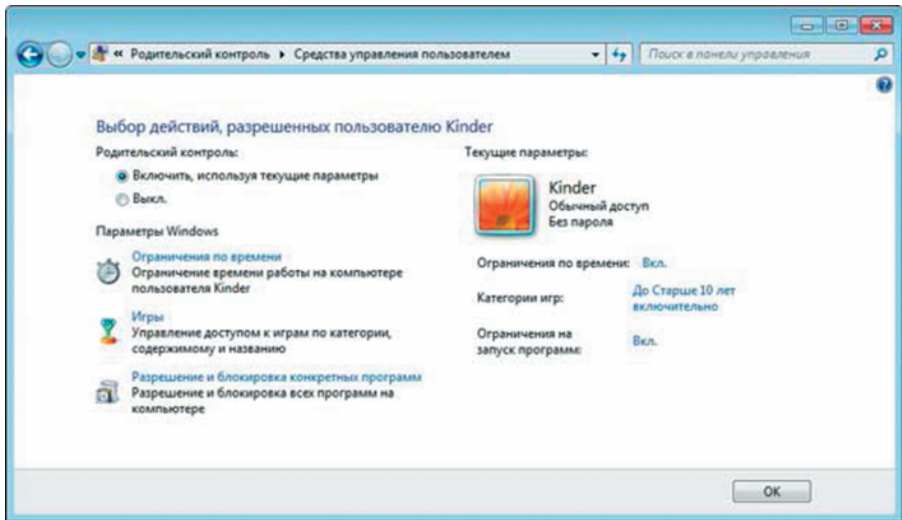 « Родительский контроль ▸ Средства управления пользователем
Поиск в панели управления
Выбор действий, разрешенных пользователю Kinder
Родительский контроль:
Включить, используя текущие параметры
Выкл.
Параметры Windows
Ограничения по времени
Ограничение времени работы на компьютере
пользователя Kinder
Игры
Управление доступом к играм по категории,
содержимому и названию
Разрешение и блокировка конкретных программ
Разрешение и блокировка всех программ на
компьютере
Текущие параметры:
Kinder
Обычный доступ
Без пароля
Ограничения по времени: Вкл.
Категории игр: До Старше 10 лет
включительно
Ограничения на
запуск программ: Вкл.
OK